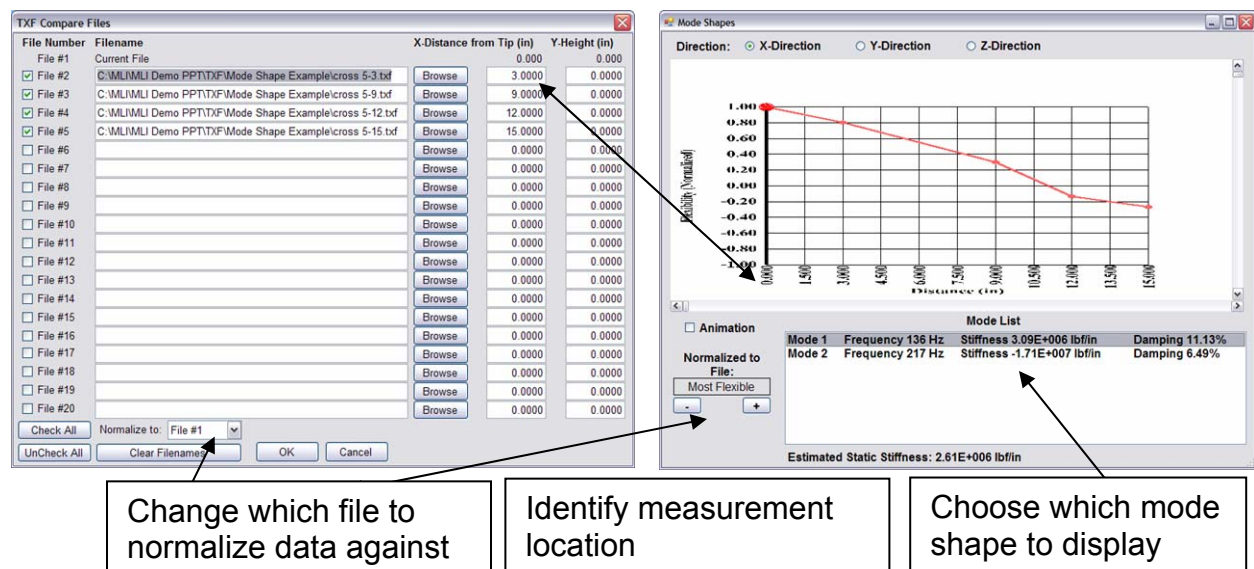 TXF Compare Files
File Number Filename X-Distance from Tip (in) Y-Height (in)
File #1 Current File 0.000 0.000
File #2 C:\MLI\MLI Demo PPT\TXF\Mode Shape Example\cross 5-3.txf Browse 3.0000 0.0000
File #3 C:\MLI\MLI Demo PPT\TXF\Mode Shape Example\cross 5-9.txf Browse 9.0000 0.0000
File #4 C:\MLI\MLI Demo PPT\TXF\Mode Shape Example\cross 5-12.txf Browse 12.0000 0.0000
File #5 C:\MLI\MLI Demo PPT\TXF\Mode Shape Example\cross 5-15.txf Browse 15.0000 0.0000
File #6 Browse 0.0000 0.0000
File #7 Browse 0.0000 0.0000
File #8 Browse 0.0000 0.0000
File #9 Browse 0.0000 0.0000
File #10 Browse 0.0000 0.0000
File #11 Browse 0.0000 0.0000
File #12 Browse 0.0000 0.0000
File #13 Browse 0.0000 0.0000
File #14 Browse 0.0000 0.0000
File #15 Browse 0.0000 0.0000
File #16 Browse 0.0000 0.0000
File #17 Browse 0.0000 0.0000
File #18 Browse 0.0000 0.0000
File #19 Browse 0.0000 0.0000
File #20 Browse 0.0000 0.0000
Check All Normalize to: File #1
UnCheck All Clear Filenames OK Cancel
Mode Shapes
Direction: X-Direction Y-Direction Z-Direction
Flexibility [Normalized]
1.00
0.80
0.60
0.40
0.20
0.00
-0.20
-0.40
-0.60
-0.80
-1.00
0.000 1.500 3.000 4.500 6.000 7.500 9.000 10.500 12.000 13.500 15.000
Distance (in)
Animation
Mode List
Mode 1 Frequency 136 Hz Stiffness 3.09E+006 lbf/in Damping 11.13%
Mode 2 Frequency 217 Hz Stiffness -1.71E+007 lbf/in Damping 6.49%
Normalized to
File:
Most Flexible
- +
Estimated Static Stiffness: 2.61E+006 lbf/in
Change which file to
normalize data against
Identify measurement
location
Choose which mode
shape to display